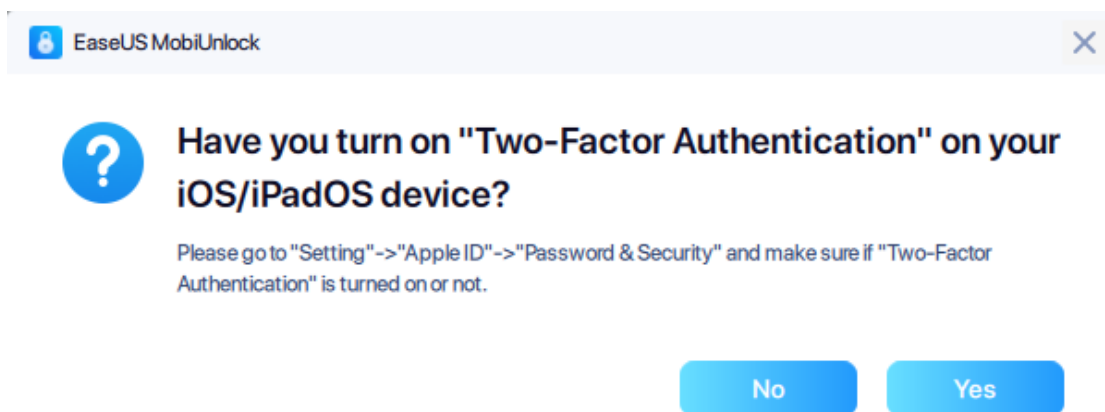 EaseUS MobiUnlock
Have you turn on "Two-Factor Authentication" on your
iOS/iPadOS device?
Please go to "Setting"->"Apple ID"->"Password & Security" and make sure if "Two-Factor
Authentication" is turned on or not.
No
Yes